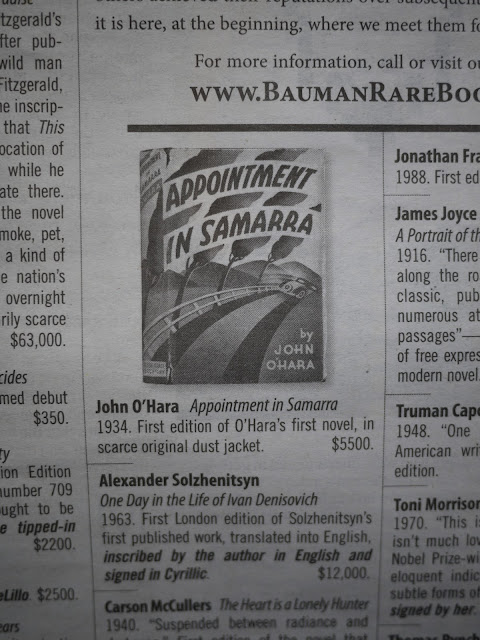 tzgerald's
fter pub-
wild man
Fitzgerald,
he inscrip-
that This
ocation of
while he
ate there.
the novel
moke, pet,
a kind of
e nation's
overnight
rily scarce
$63,000.
cides
med debut
$350.
ty
ion Edition
number 709
ught to be
e tipped-in
$2200.
eLillo. $2500.
ears
it is here, at the beginning, where we meet them fo
For more information, call or visit ou
WWW.BAUMANRAREBOO
APPOINTMENT
IN SAMARRA
by
JOHN
O'HARA
John O'Hara Appointment in Samarra
1934. First edition of O'Hara's first novel, in
scarce original dust jacket. $5500.
Alexander Solzhenitsyn
One Day in the Life of Ivan Denisovich
1963. First London edition of Solzhenitsyn's
first published work, translated into English,
inscribed by the author in English and
signed in Cyrillic. $12,000.
Carson McCullers The Heart is a Lonely Hunter
1940. "Suspended between radiance and
Jonathan Fra
1988. First ed
James Joyce
A Portrait of th
1916. "There
along the ro
classic, pub
numerous at
passages"—
of free expres
modern novel.
Truman Capo
1948. "One
American wri
edition.
Toni Morrison
1970. "This i
isn't much lov
Nobel Prize-wi
eloquent indic
subtle forms of
signed by her.